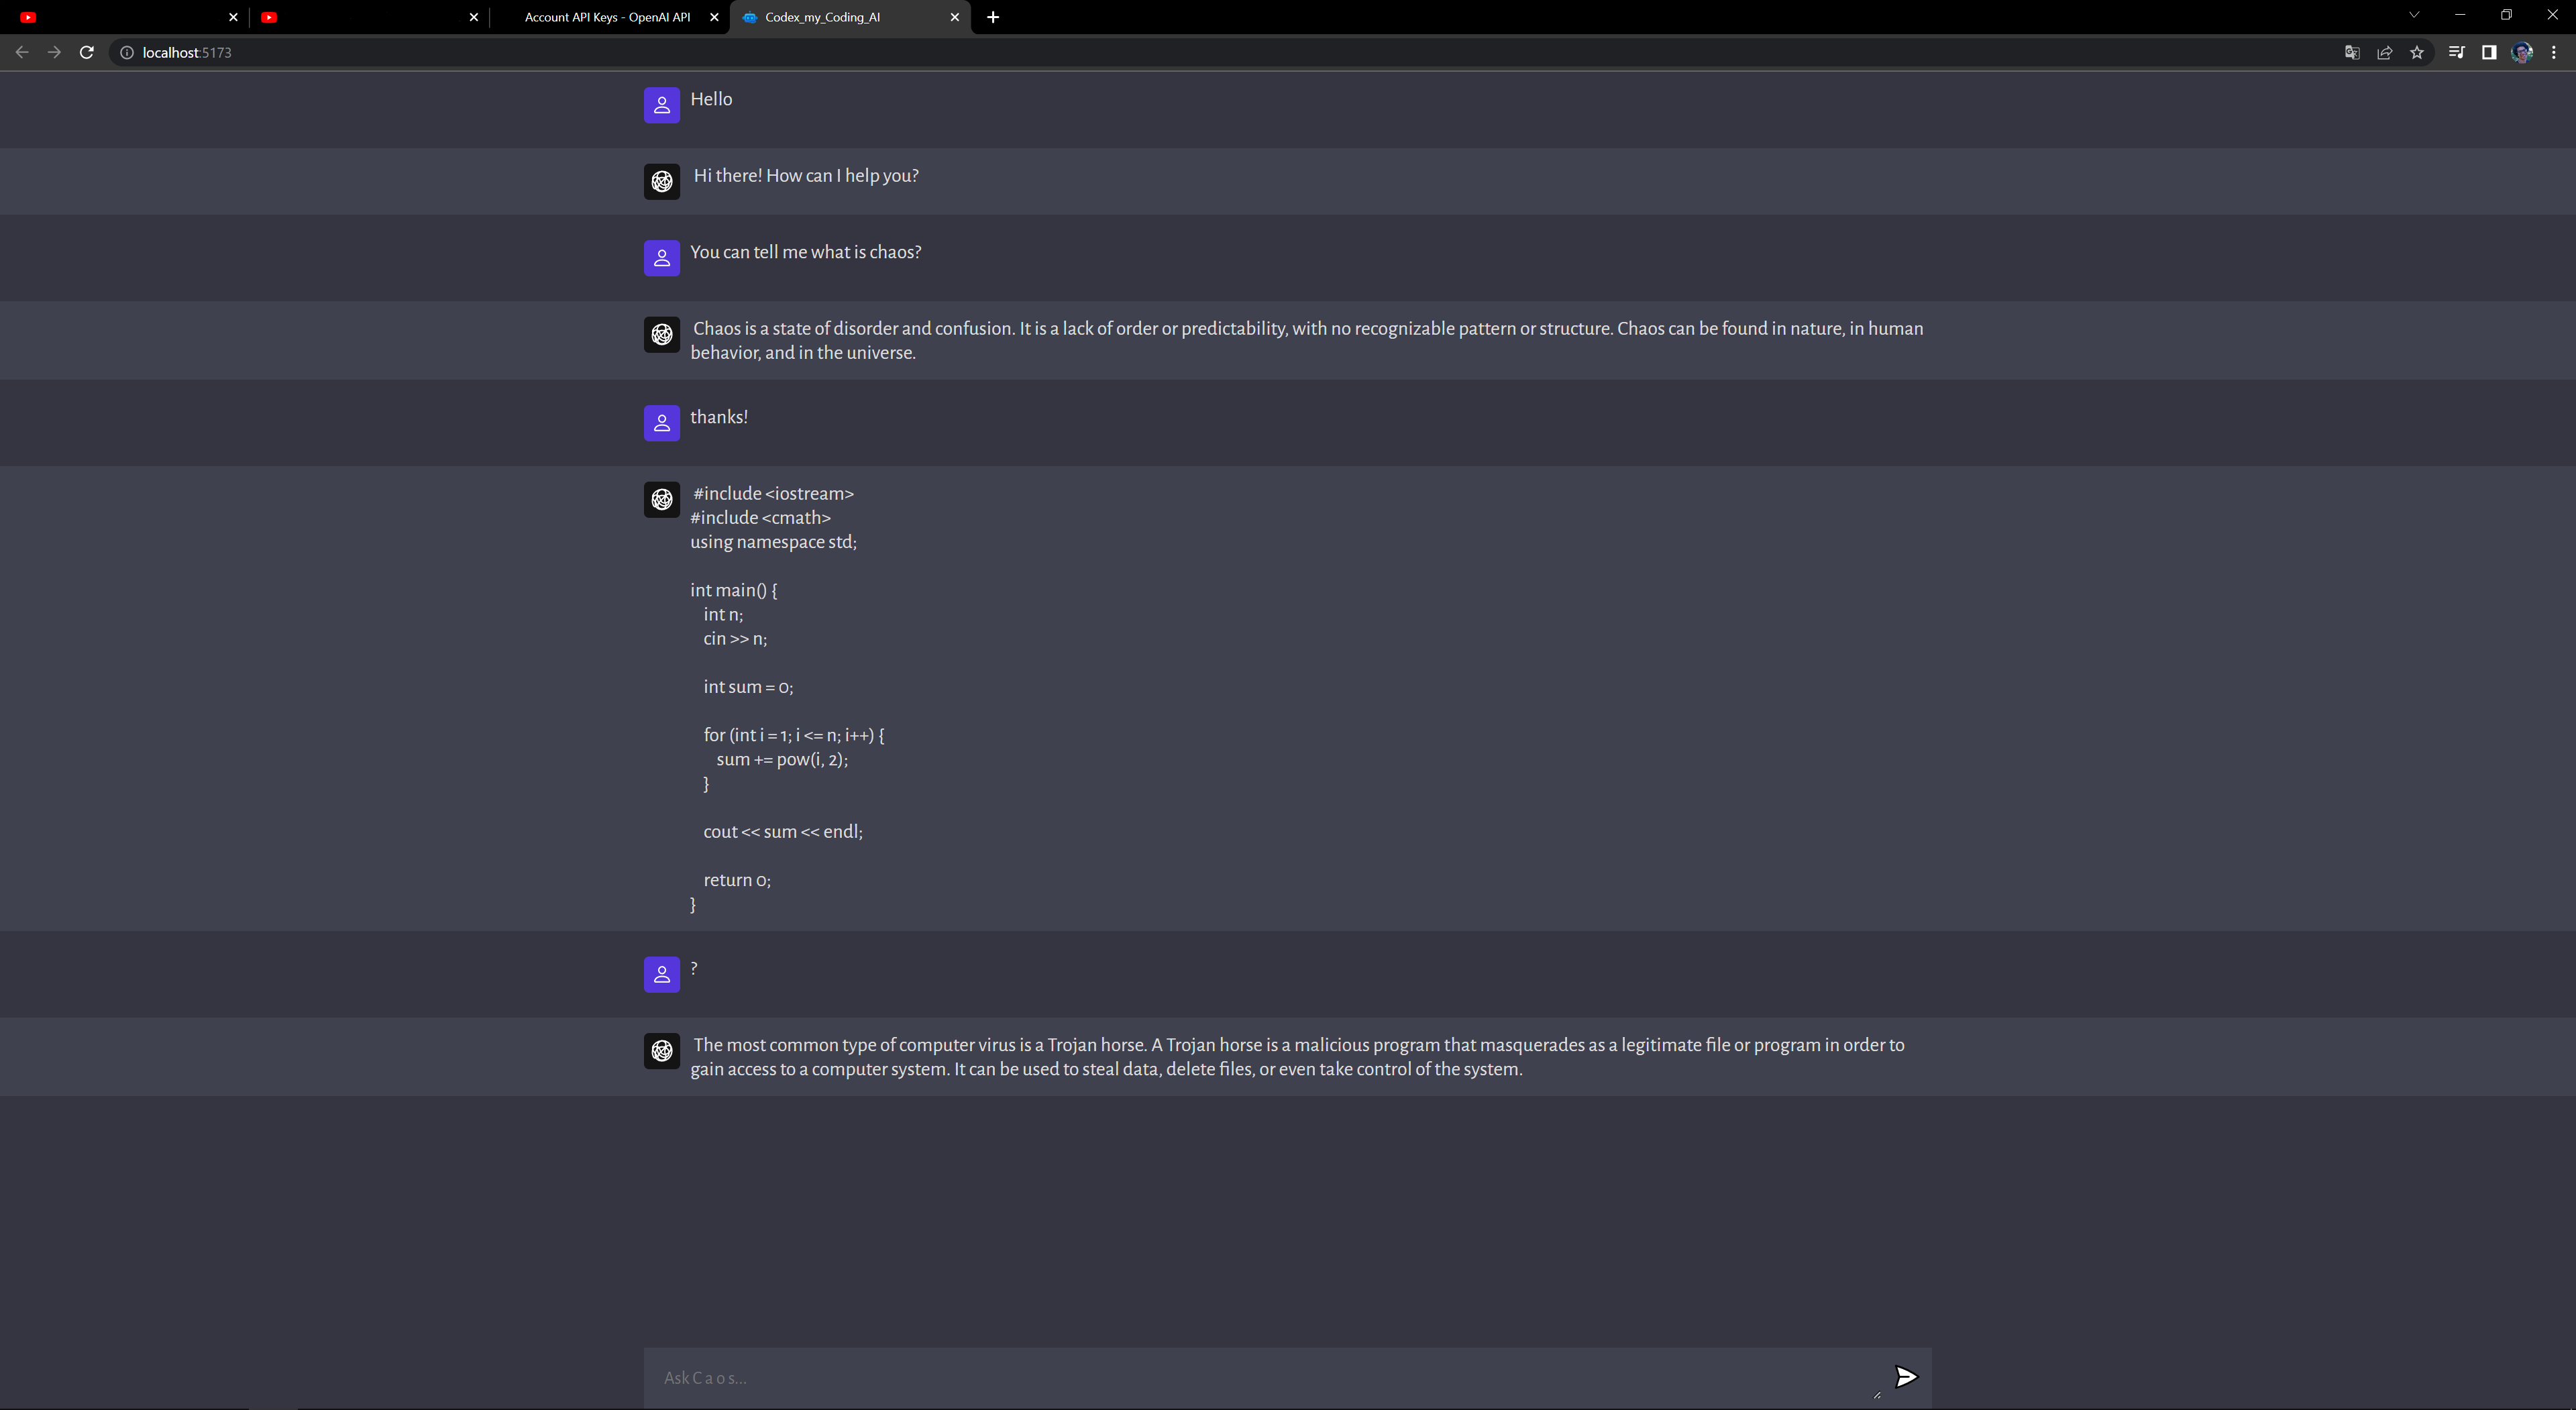 Account API Keys - OpenAI API
Codex_my_Coding_AI
localhost:5173
Hello
Hi there! How can I help you?
You can tell me what is chaos?
Chaos is a state of disorder and confusion. It is a lack of order or predictability, with no recognizable pattern or structure. Chaos can be found in nature, in human
behavior, and in the universe.
thanks!
#include <iostream>
#include <cmath>
using namespace std;
int main() {
int n;
cin >> n;
int sum = 0;
for (int i = 1; i <= n; i++) {
sum += pow(i, 2);
}
cout << sum << endl;
return 0;
}
?
The most common type of computer virus is a Trojan horse. A Trojan horse is a malicious program that masquerades as a legitimate file or program in order to
gain access to a computer system. It can be used to steal data, delete files, or even take control of the system.
Ask C a o s...